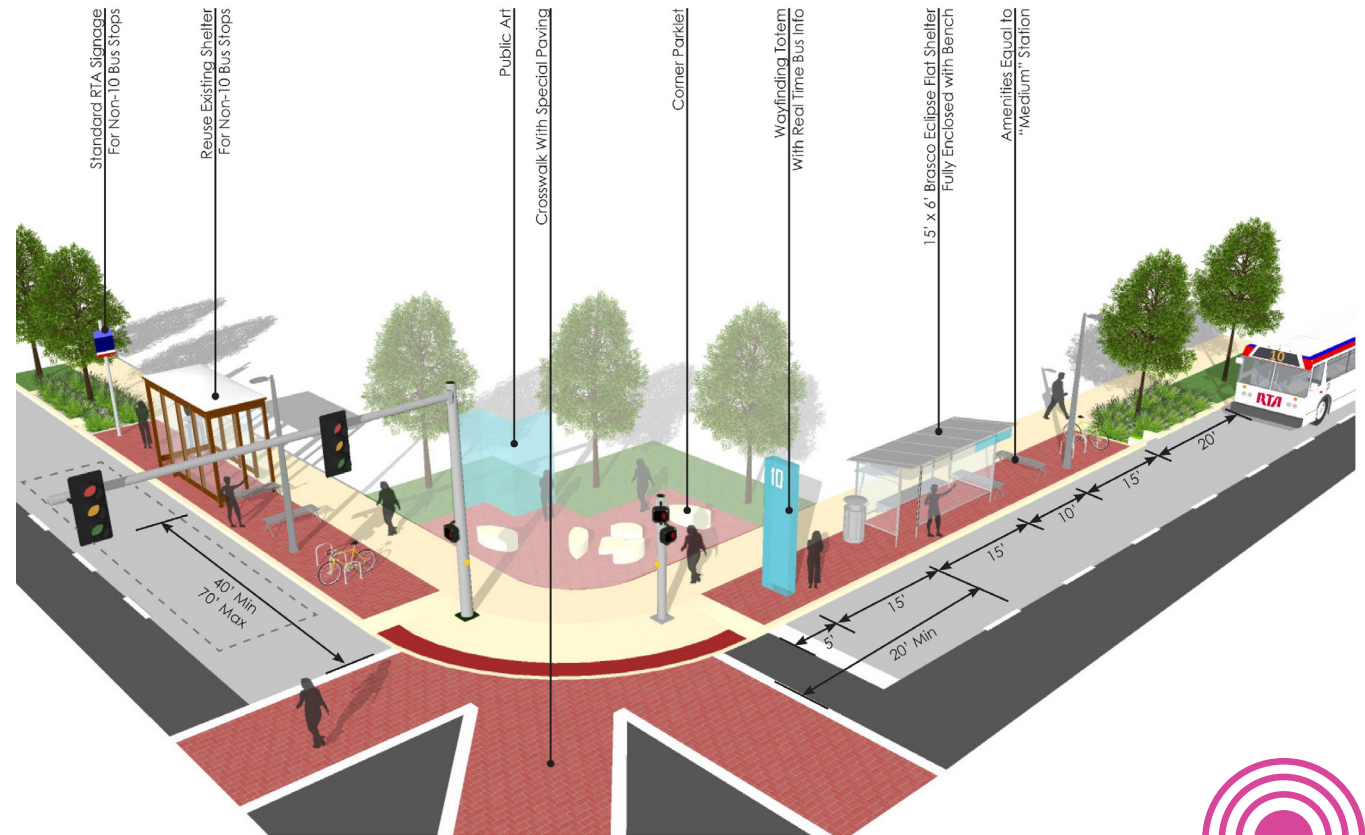 Standard RTA Signage
For Non-10 Bus Stops
Reuse Existing Shelter
For Non-10 Bus Stops
Public Art
Crosswalk With Special Paving
Corner Parklet
Wayfinding Totem
With Real Time Bus Info
15' x 6' Brasco Eclipse Flat Shelter
Fully Enclosed with Bench
Amenities Equal to
"Medium" Station
10
RTA
10
20'
15'
10'
15'
15'
5'
20' Min
40' Min
70' Max